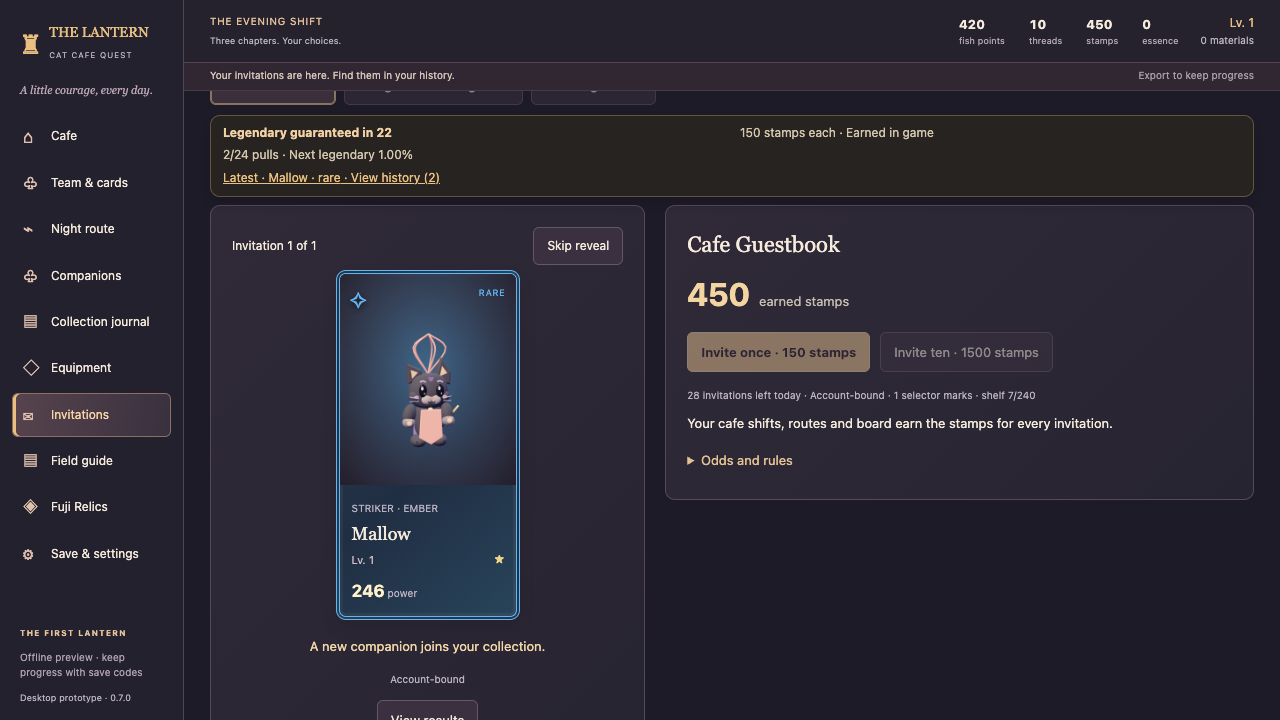 THE LANTERN
CAT CAFE QUEST
A little courage, every day.
Cafe
Team & cards
Night route
Companions
Collection journal
Equipment
Invitations
Field guide
Fuji Relics
Save & settings
THE FIRST LANTERN
Offline preview · keep
progress with save codes
Desktop prototype · 0.7.0
THE EVENING SHIFT
Three chapters. Your choices.
420
fish points
10
threads
450
stamps
0
essence
Lv. 1
0 materials
Your invitations are here. Find them in your history.
Export to keep progress
Legendary guaranteed in 22
150 stamps each · Earned in game
2/24 pulls · Next legendary 1.00%
Latest · Mallow · rare · View history (2)
Invitation 1 of 1
Skip reveal
RARE
STRIKER · EMBER
Mallow
Lv. 1
246 power
A new companion joins your collection.
Account-bound
View results
Cafe Guestbook
450 earned stamps
Invite once · 150 stamps
Invite ten · 1500 stamps
28 invitations left today · Account-bound · 1 selector marks · shelf 7/240
Your cafe shifts, routes and board earn the stamps for every invitation.
Odds and rules